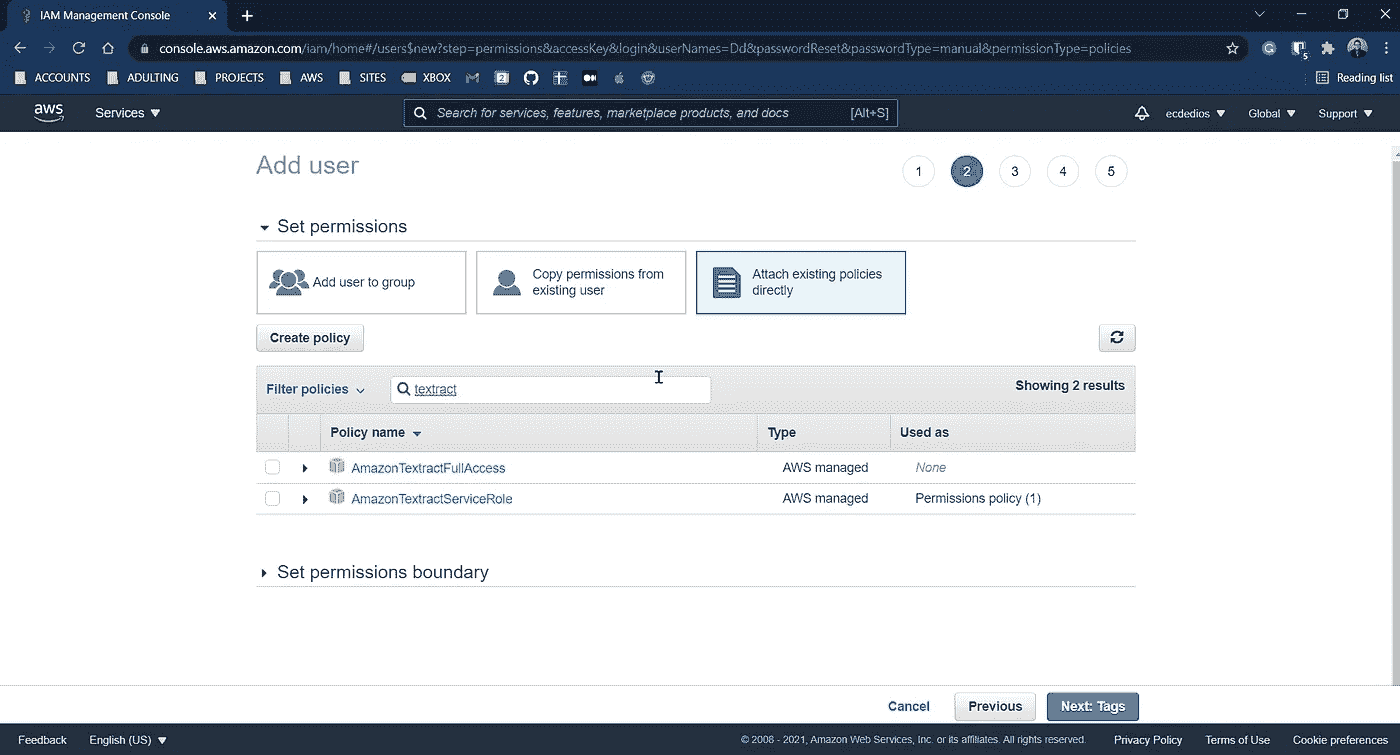 IAM Management Console
console.aws.amazon.com/iam/home#/users$new?step=permissions&accessKey&login&userNames=Dd&passwordReset&passwordType=manual&permissionType=policies
5
ACCOUNTS ADULTING PROJECTS AWS SITES XBOX 2 Reading list
aws Services Search for services, features, marketplace products, and docs [Alt+S] ecdedios Global Support
Add user 1 2 3 4 5
Set permissions
Add user to group
Copy permissions from
existing user
Attach existing policies
directly
Create policy
Filter policies textract Showing 2 results
Policy name Type Used as
AmazonTextractFullAccess AWS managed None
AmazonTextractServiceRole AWS managed Permissions policy (1)
Set permissions boundary
Cancel Previous Next: Tags
Feedback English (US) © 2008 - 2021, Amazon Web Services, Inc. or its affiliates. All rights reserved. Privacy Policy Terms of Use Cookie preferences